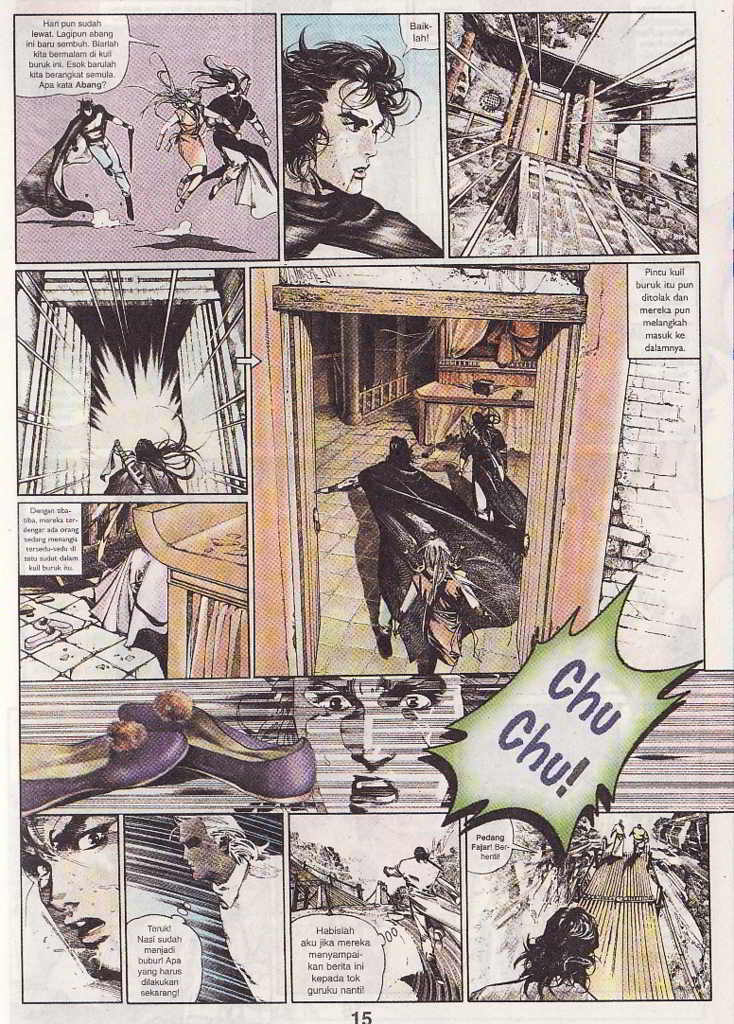 Hari pun sudah
lewat. Lagipun abang
ini baru sembuh. Biarlah
kita bermalam di kuil
buruk ini. Esok barulah
kita berangkat semula.
Apa kata Abang?
Baik-
lah!
Pintu kuil
buruk itu pun
ditolak dan
mereka pun
melangkah
masuk ke
dalamnya.
Dengan tiba-
tiba, mereka ter-
dengar ada orang
sedang menangis
tersedu-sedu di
satu sudut dalam
kuil buruk itu.
Chu
Chu!
Teruk!
Nasi sudah
menjadi
bubur! Apa
yang harus
dilakukan
sekarang!
Habislah
aku jika mereka
menyampai-
kan berita ini
kepada tok
guruku nanti!
Pedang
Fajar! Ber-
henti!
15